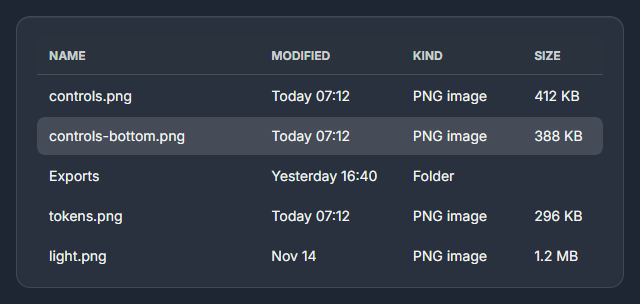 NAME MODIFIED KIND SIZE
controls.png Today 07:12 PNG image 412 KB
controls-bottom.png Today 07:12 PNG image 388 KB
Exports Yesterday 16:40 Folder
tokens.png Today 07:12 PNG image 296 KB
light.png Nov 14 PNG image 1.2 MB